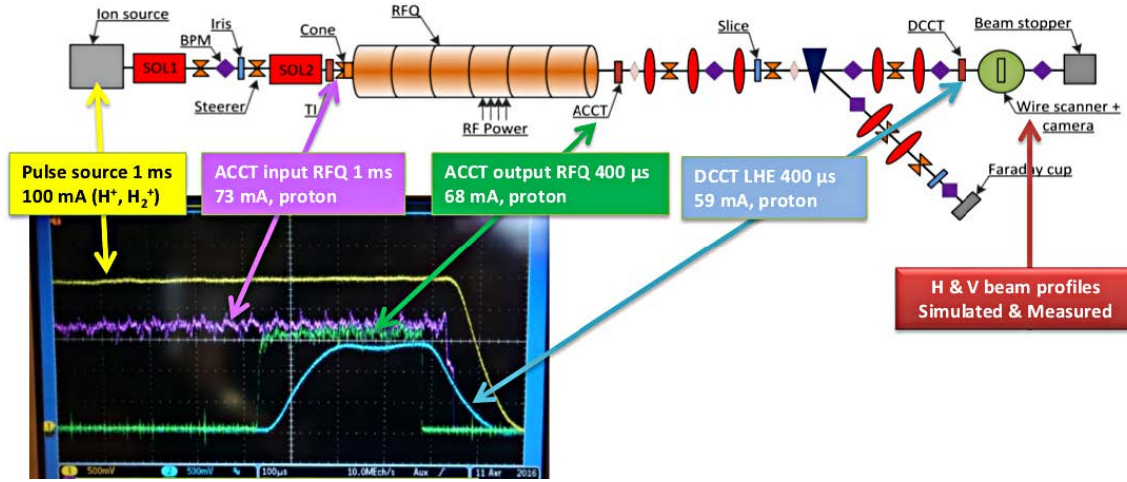 Ion source
BPM
Iris
SOL1
Steerer
SOL2
TI
Cone
RFQ
RF Power
ACCT
Slice
DCCT
Beam stopper
Wire scanner +
camera
Faraday cup
Pulse source 1 ms
100 mA (H⁺, H₂⁺)
ACCT input RFQ 1 ms
73 mA, proton
ACCT output RFQ 400 µs
68 mA, proton
DCCT LHE 400 µs
59 mA, proton
H & V beam profiles
Simulated & Measured
1
1 500mV 2 500mV 100µs 10.0MEch/s Aux 11 Avr 2016